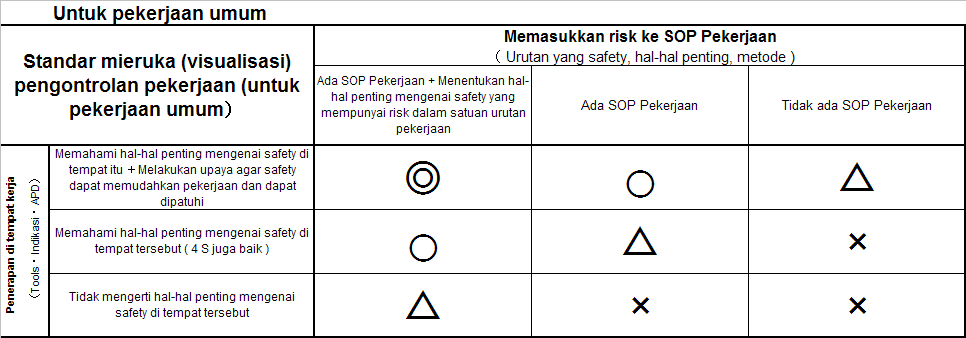 Untuk pekerjaan umum
Standar mieruka (visualisasi)
pengontrolan pekerjaan (untuk
pekerjaan umum）
Memasukkan risk ke SOP Pekerjaan
（ Urutan yang safety, hal-hal penting, metode )
Ada SOP Pekerjaan + Menentukan hal-
hal penting mengenai safety yang
mempunyai risk dalam satuan urutan
pekerjaan
Ada SOP Pekerjaan
Tidak ada SOP Pekerjaan
Penerapan di tempat kerja
（Tools・Indikasi・APD）
Memahami hal-hal penting mengenai safety di
tempat itu + Melakukan upaya agar safety
dapat memudahkan pekerjaan dan dapat
dipatuhi
◎ ○ △
Memahami hal-hal penting mengenai safety di
tempat tersebut ( 4 S juga baik )
○ △ ×
Tidak mengerti hal-hal penting mengenai
safety di tempat tersebut
△ × ×